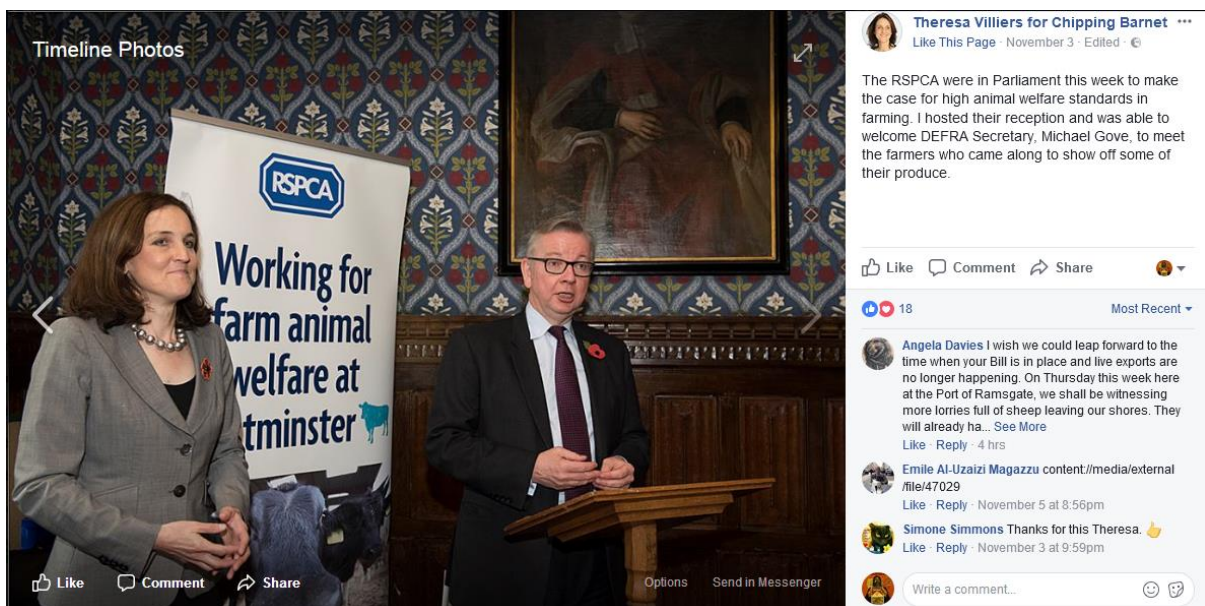 Timeline Photos
RSPCA
Working for
farm animal
welfare at
tminster
Like Comment Share
Options Send in Messenger
Theresa Villiers for Chipping Barnet
Like This Page · November 3 · Edited ·
The RSPCA were in Parliament this week to make
the case for high animal welfare standards in
farming. I hosted their reception and was able to
welcome DEFRA Secretary, Michael Gove, to meet
the farmers who came along to show off some of
their produce.
Like Comment Share
18 Most Recent
Angela Davies I wish we could leap forward to the
time when your Bill is in place and live exports are
no longer happening. On Thursday this week here
at the Port of Ramsgate, we shall be witnessing
more lorries full of sheep leaving our shores. They
will already ha... See More
Like · Reply · 4 hrs
Emile Al-Uzaizi Magazzu content://media/external
/file/47029
Like · Reply · November 5 at 8:56pm
Simone Simmons Thanks for this Theresa. 👆
Like · Reply · November 3 at 9:59pm
Write a comment...